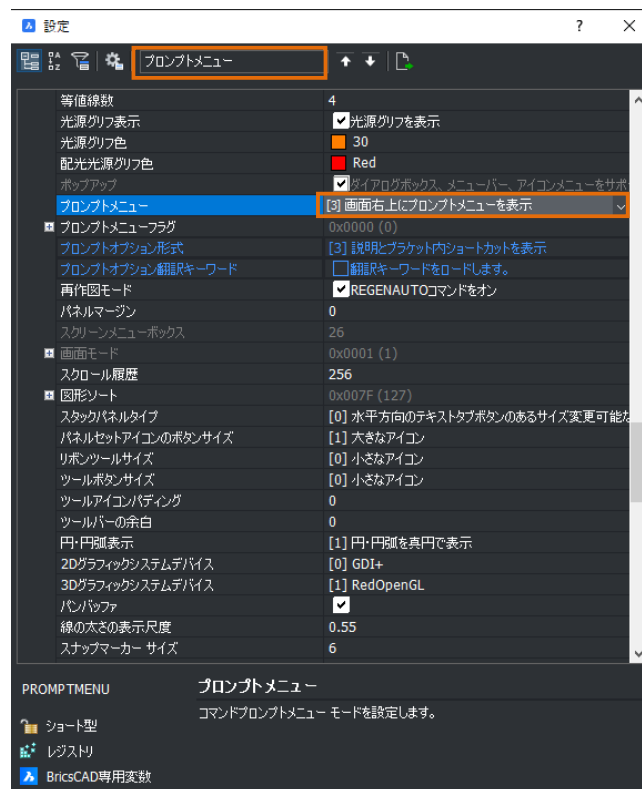 設定 ? ×
プロンプトメニュー
等値線数 4
光源グリフ表示 光源グリフを表示
光源グリフ色 30
配光光源グリフ色 Red
ポップアップ ダイアログボックス、メニューバー、アイコンメニューをサポ
プロンプトメニュー [3] 画面右上にプロンプトメニューを表示
プロンプトメニューフラグ 0x0000 (0)
プロンプトオプション形式 [3] 説明とブラケット内ショートカットを表示
プロンプトオプション翻訳キーワード 翻訳キーワードをロードします。
再作図モード REGENAUTOコマンドをオン
パネルマージン 0
スクリーンメニューボックス 26
画面モード 0x0001 (1)
スクロール履歴 256
図形ソート 0x007F (127)
スタックパネルタイプ [0] 水平方向のテキストタブボタンのあるサイズ変更可能な
パネルセットアイコンのボタンサイズ [1] 大きなアイコン
リボンツールサイズ [0] 小さなアイコン
ツールボタンサイズ [0] 小さなアイコン
ツールアイコンパディング 0
ツールバーの余白 0
円・円弧表示 [1] 円・円弧を真円で表示
2Dグラフィックシステムデバイス [0] GDI+
3Dグラフィックシステムデバイス [1] RedOpenGL
パンバッファ
線の太さの表示尺度 0.55
スナップマーカー サイズ 6
PROMPTMENU プロンプトメニュー
コマンドプロンプトメニュー モードを設定します。
ショート型
レジストリ
BricsCAD専用変数